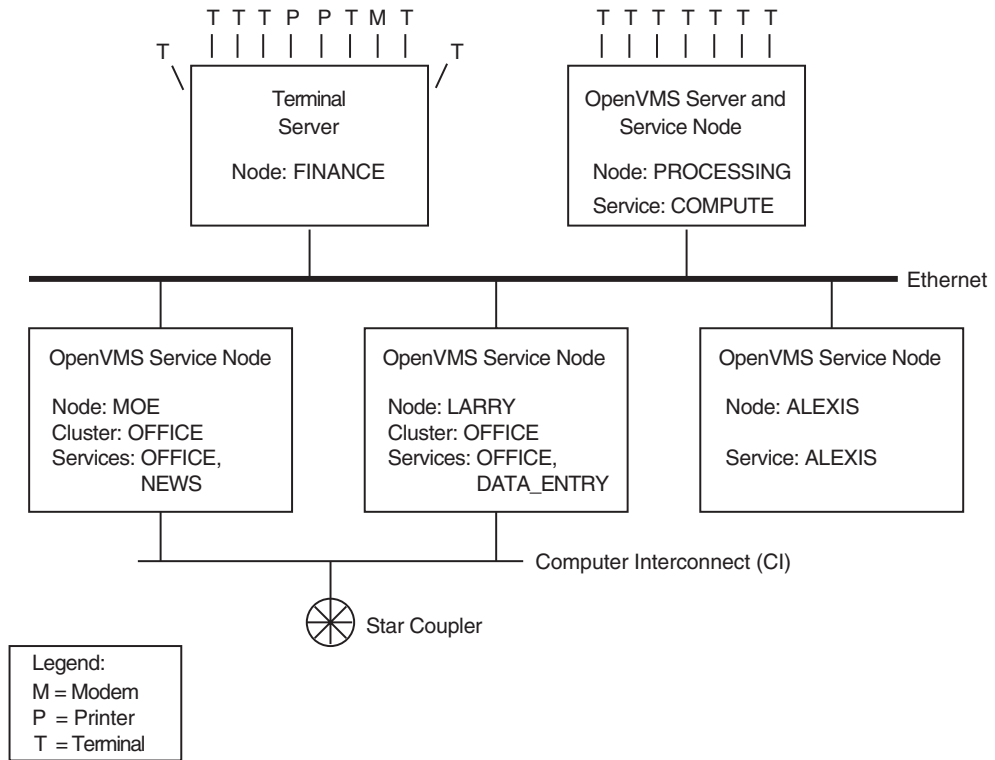 T T T P P T M T
T T T T T T T
T
T
Terminal
Server
Node: FINANCE
OpenVMS Server and
Service Node
Node: PROCESSING
Service: COMPUTE
Ethernet
OpenVMS Service Node
Node: MOE
Cluster: OFFICE
Services: OFFICE,
NEWS
OpenVMS Service Node
Node: LARRY
Cluster: OFFICE
Services: OFFICE,
DATA_ENTRY
OpenVMS Service Node
Node: ALEXIS
Service: ALEXIS
Computer Interconnect (CI)
Star Coupler
Legend:
M = Modem
P = Printer
T = Terminal